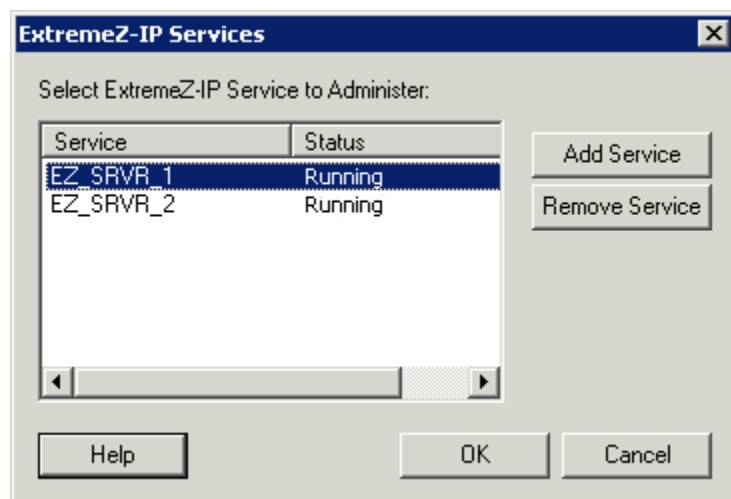 ExtremeZ-IP Services
Select ExtremeZ-IP Service to Administer:
Service Status
EZ_SRVR_1 Running
EZ_SRVR_2 Running
Add Service
Remove Service
Help OK Cancel